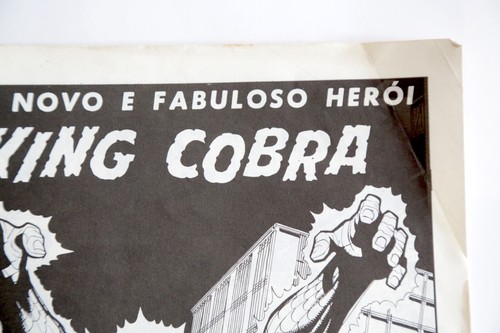 NOVO E FABULOSO HERÓI
KING COBRA